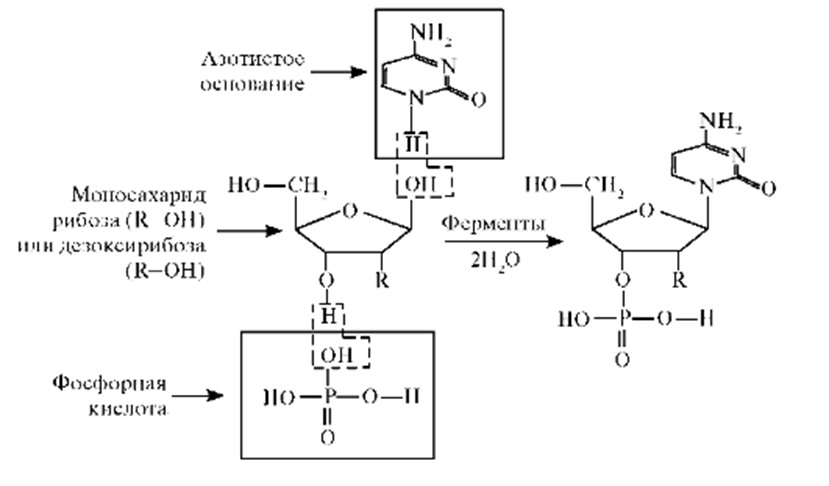 NH₂
Азотистое
основание
N
N
O
H
OH
HO—CH₂
O
Моносахарид
рибоза (R—OH)
или дезоксирибоза
(R—OH)
Ферменты
2H₂O
O
R
H
OH
Фосфорная
кислота
HO—P—O—H
O
NH₂
N
N
O
HO—CH₂
O
O
R
HO—P—O—H
O